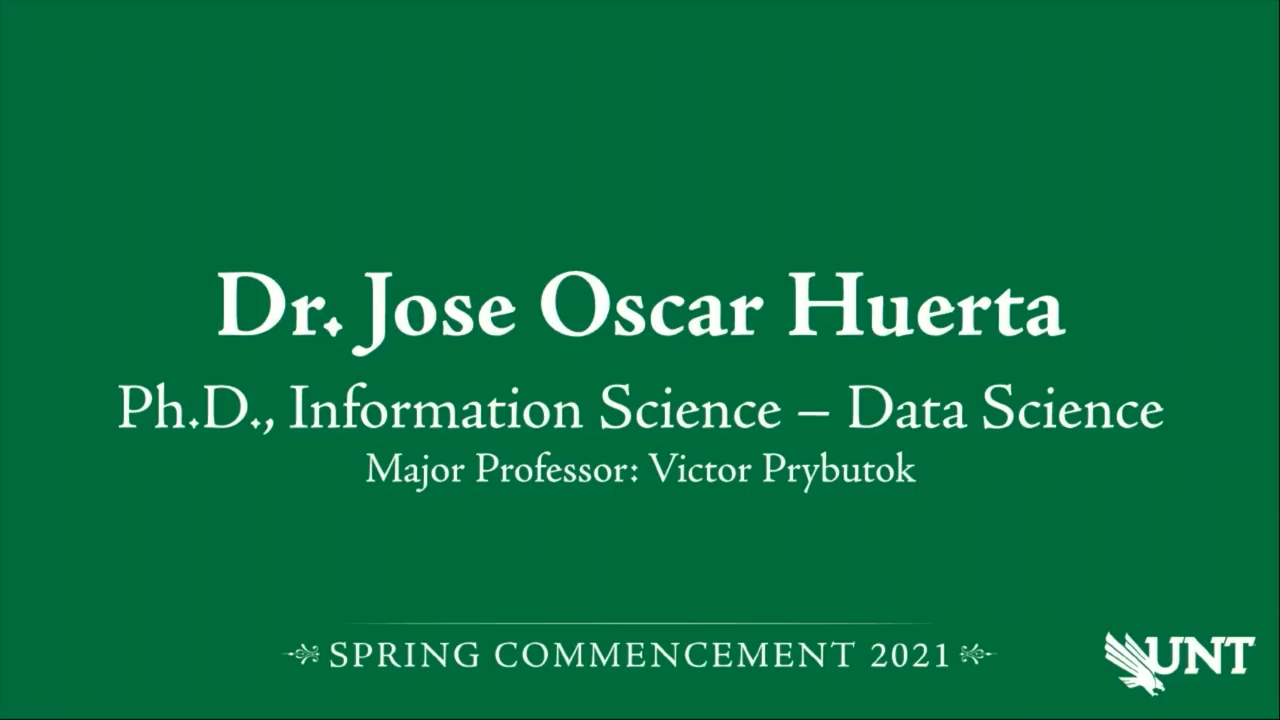 Dr. Jose Oscar Huerta
Ph.D., Information Science – Data Science
Major Professor: Victor Prybutok
SPRING COMMENCEMENT 2021
UNT